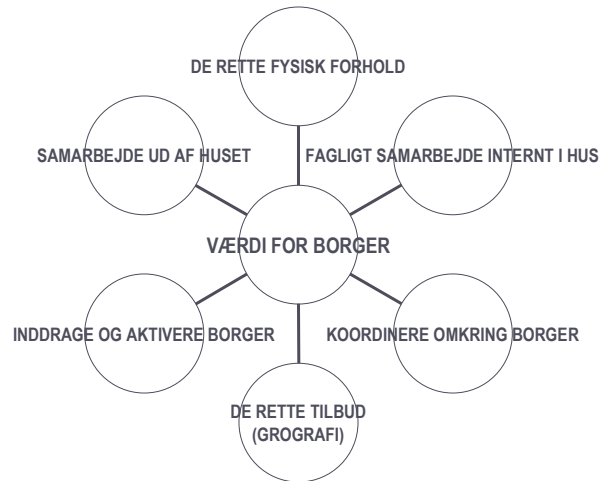 DE RETTE FYSISK FORHOLD
SAMARBEJDE UD AF HUSET
FAGLIGT SAMARBEJDE INTERNT I HUS
VÆRDI FOR BORGER
INDDRAGE OG AKTIVERE BORGER
KOORDINERE OMKRING BORGER
DE RETTE TILBUD
(GROGRAFI)